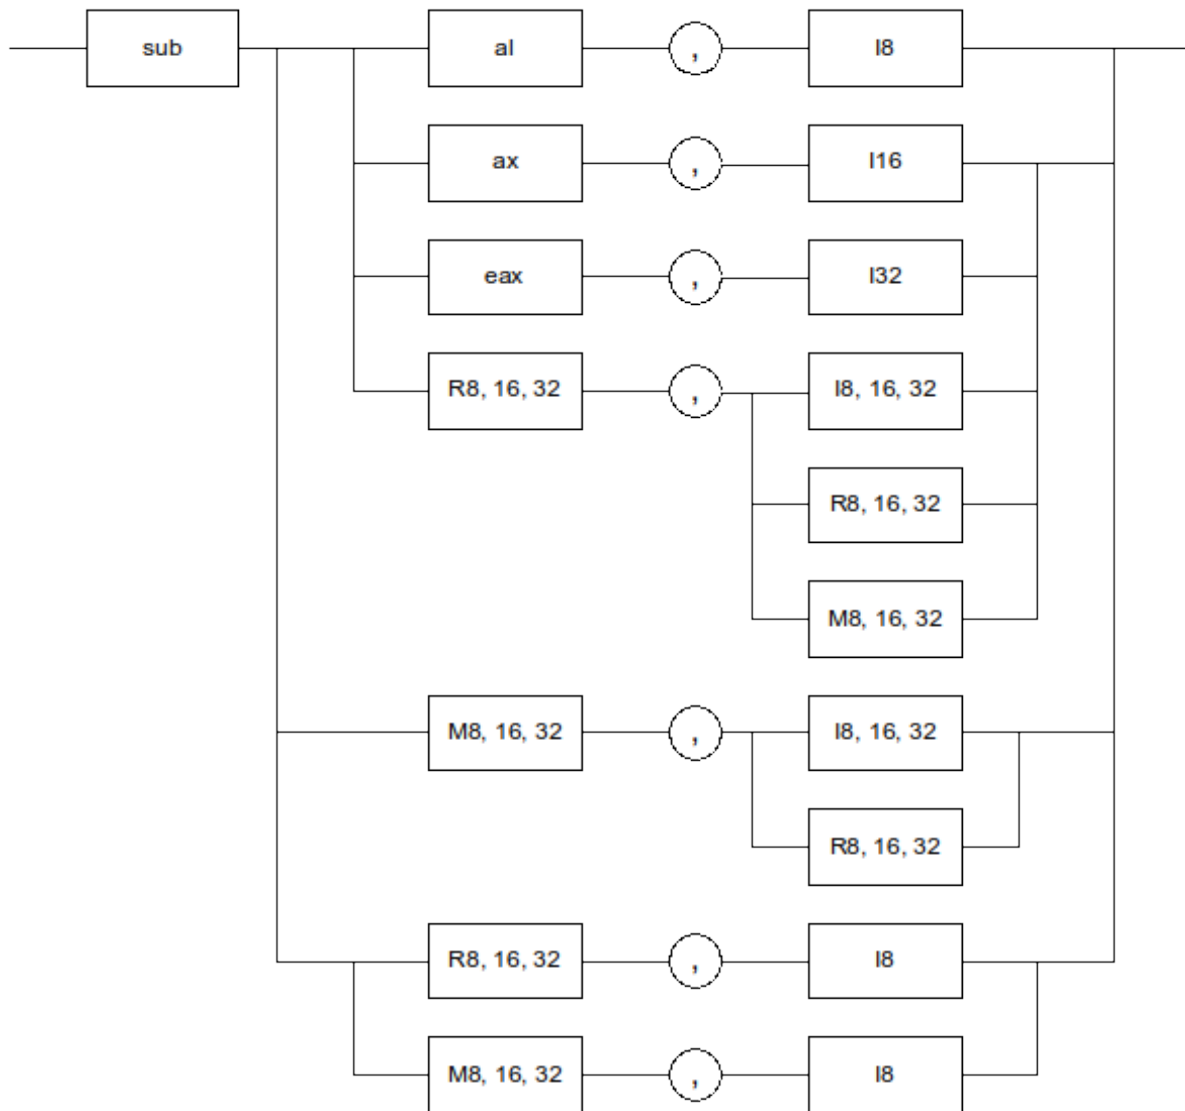 sub al , I8
ax , I16
eax , I32
R8, 16, 32 , I8, 16, 32
R8, 16, 32
M8, 16, 32
M8, 16, 32 , I8, 16, 32
R8, 16, 32
R8, 16, 32 , I8
M8, 16, 32 , I8